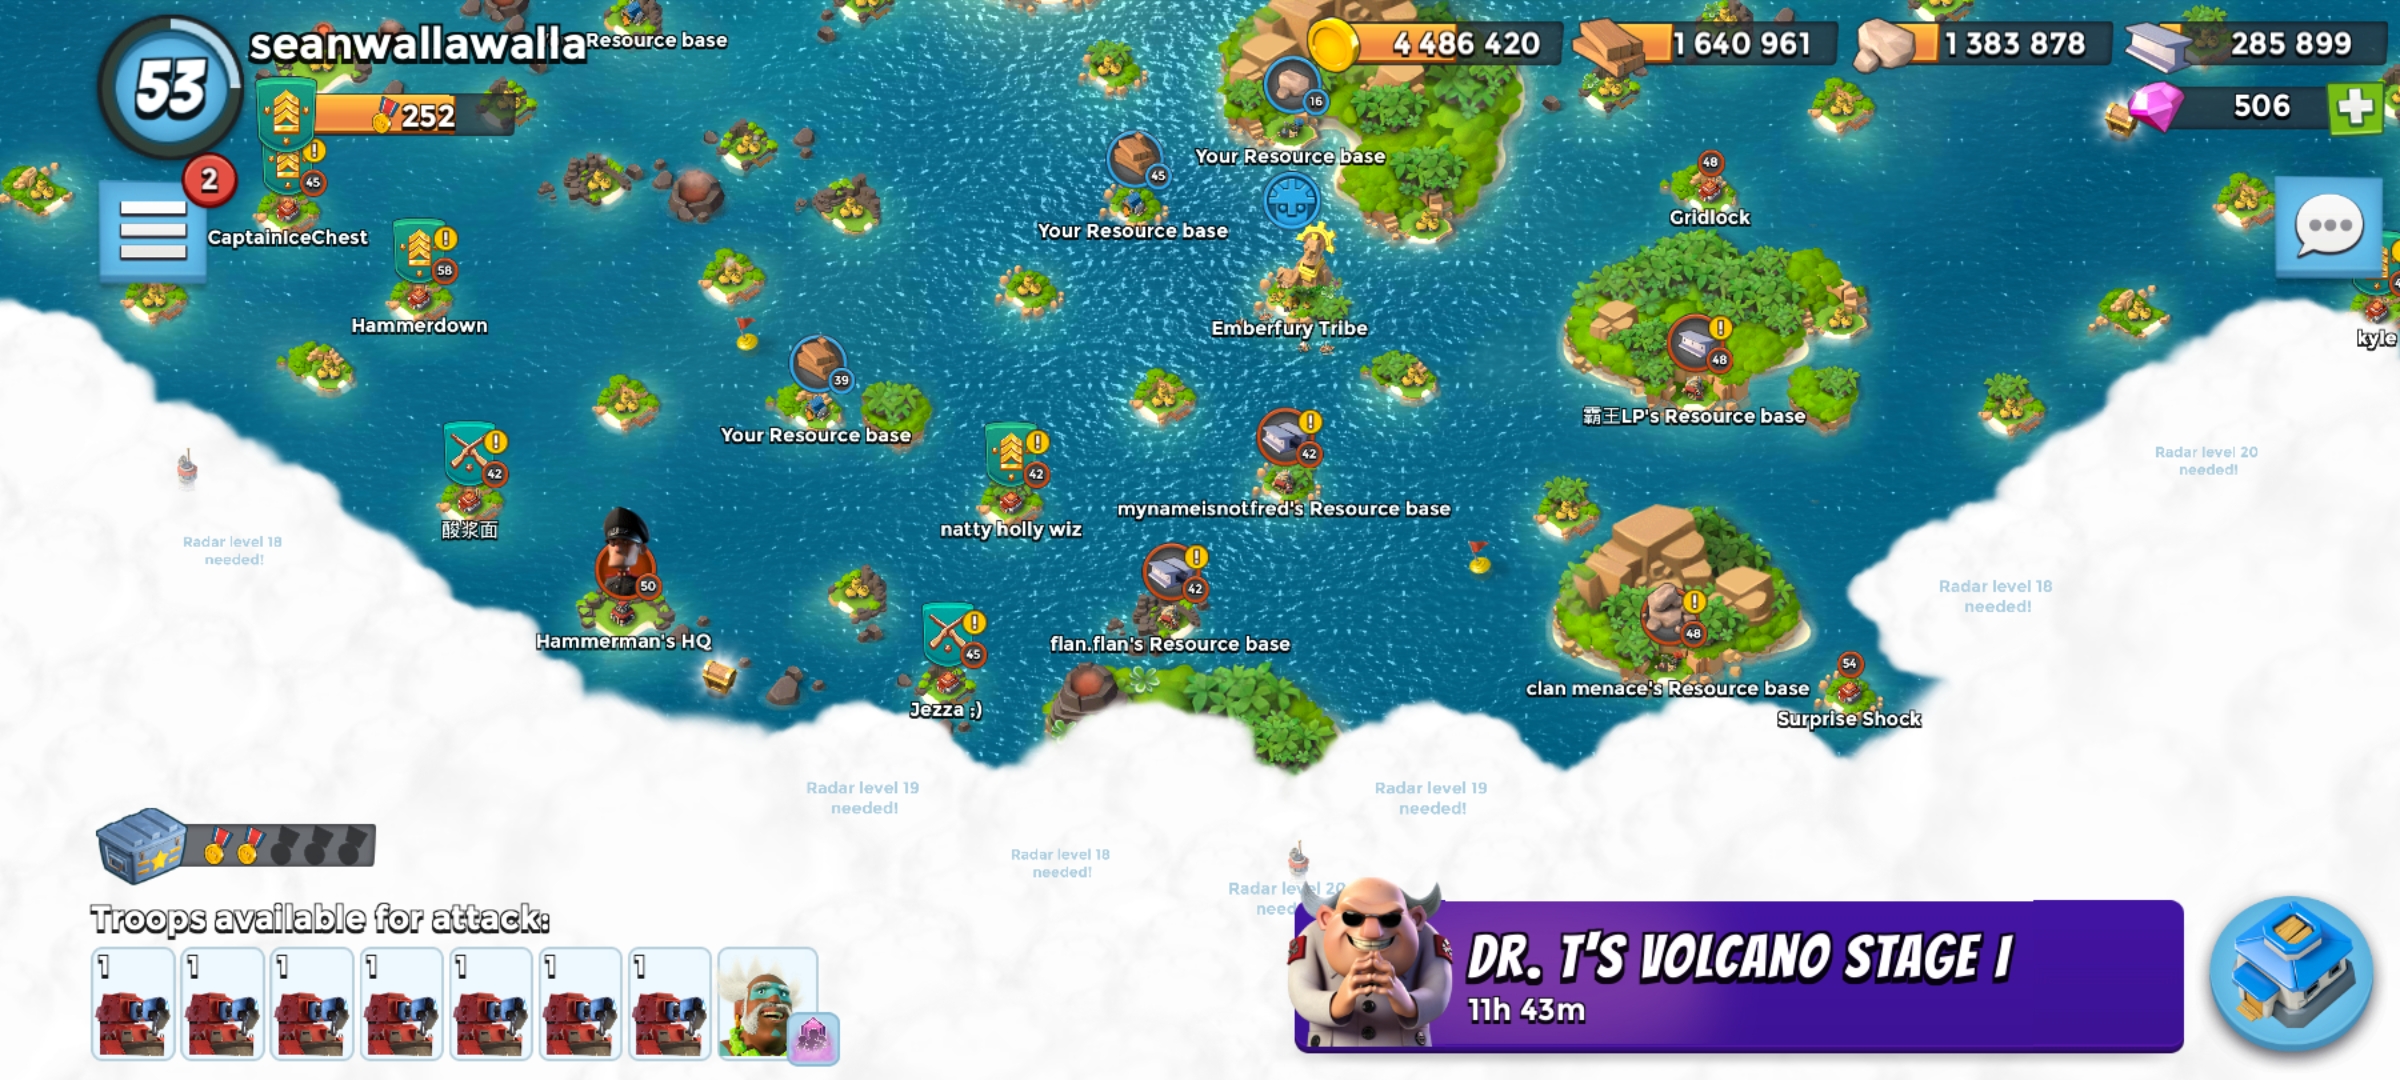 53
seanwallawalla
Resource base
252
2
4 486 420
1 640 961
1 383 878
285 899
506
45
CaptainIceChest
58
Hammerdown
16
Your Resource base
45
Your Resource base
Emberfury Tribe
48
Gridlock
48
霸王LP's Resource base
kyle
39
Your Resource base
42
酸浆面
42
natty holly wiz
42
mynameisnotfred's Resource base
50
Hammerman's HQ
45
Jezza ;)
42
flan.flan's Resource base
48
clan menace's Resource base
54
Surprise Shock
Radar level 20
needed!
Radar level 18
needed!
Radar level 18
needed!
Radar level 19
needed!
Radar level 19
needed!
Radar level 18
needed!
Radar level 20
Troops available for attack:
1
1
1
1
1
1
1
DR. T'S VOLCANO STAGE I
11h 43m